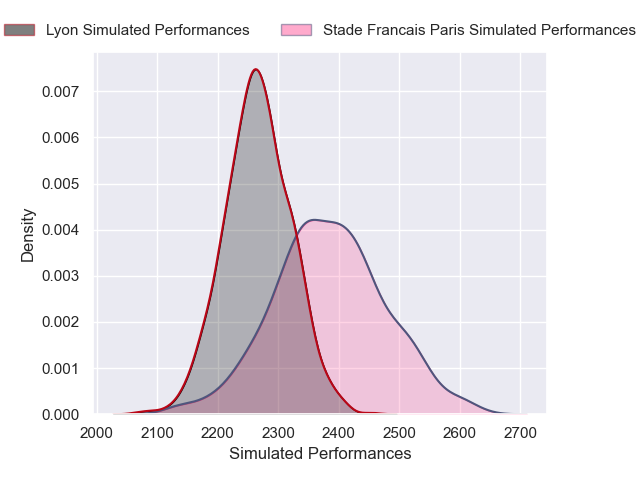 Lyon Simulated Performances Stade Francais Paris Simulated Performances
0.007
0.006
0.005
0.004
0.003
0.002
0.001
0.000
Density
2000 2100 2200 2300 2400 2500 2600 2700
Simulated Performances